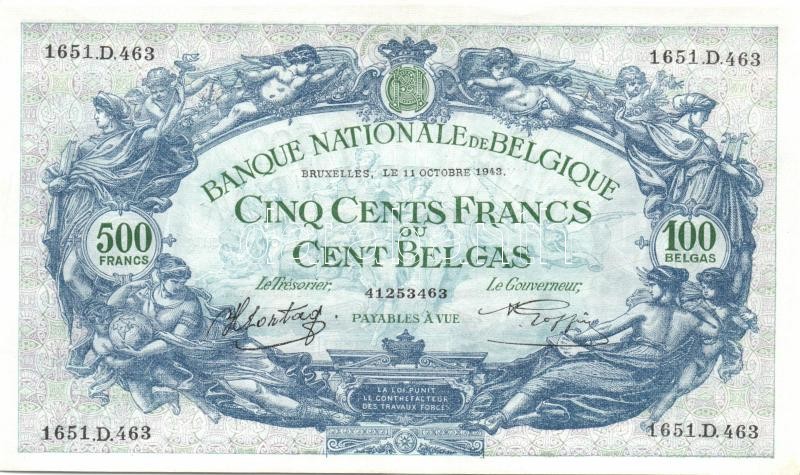 1651.D.463
1651.D.463
BANQUE NATIONALE DE BELGIQUE
BRUXELLES, LE 11 OCTOBRE 1943.
CINQ CENTS FRANCS
OU
CENT BELGAS
500
FRANCS
100
BELGAS
Le Trésorier,
41253463
Le Gouverneur,
PAYABLES À VUE
LA LOI PUNIT
LE CONTREFACTEUR
DES TRAVAUX FORCÉS
1651.D.463
1651.D.463